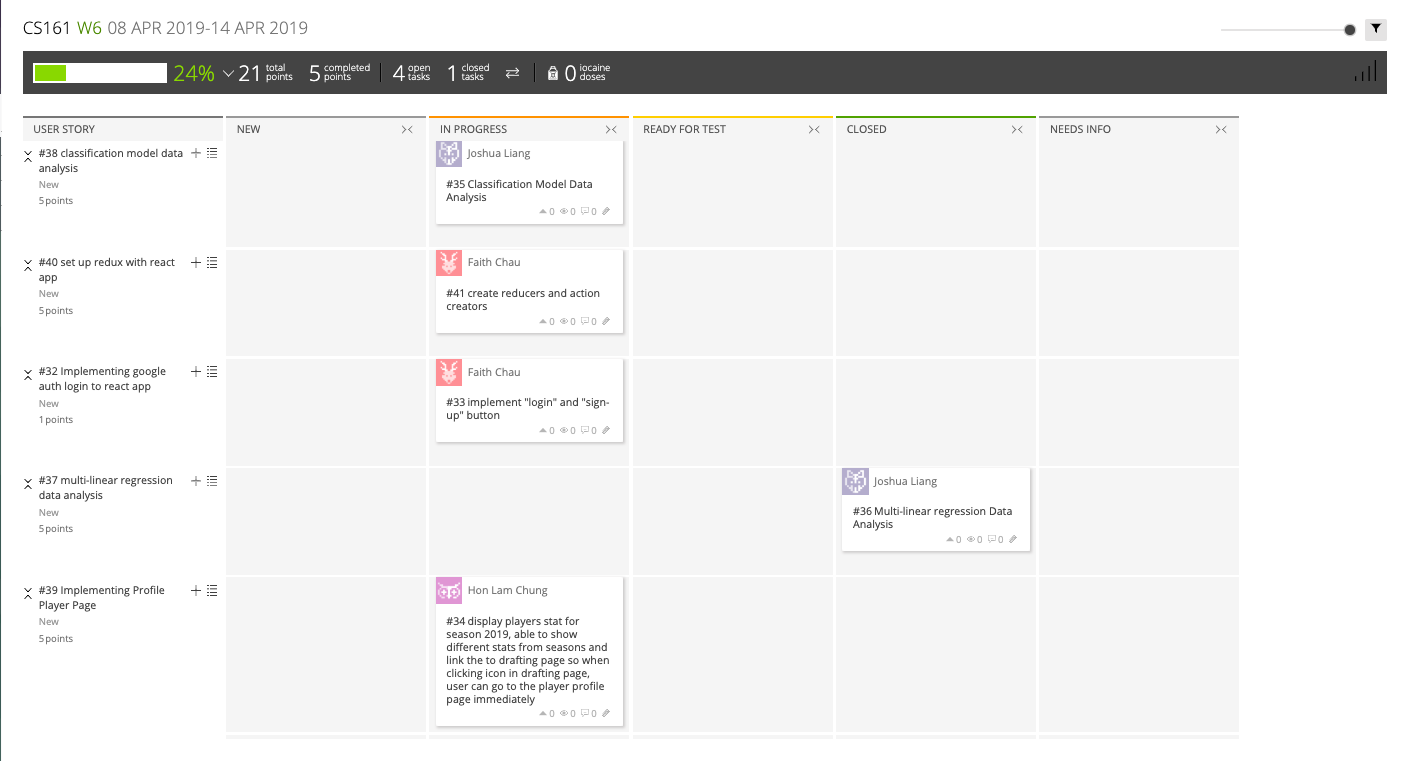 CS161 W6 08 APR 2019-14 APR 2019
24% 21 total points 5 completed points 4 open tasks 1 closed tasks 0 iocaine doses
USER STORY NEW IN PROGRESS READY FOR TEST CLOSED NEEDS INFO
#38 classification model data
analysis
New
5 points
Joshua Liang
#35 Classification Model Data
Analysis
0 0 0
#40 set up redux with react
app
New
5 points
Faith Chau
#41 create reducers and action
creators
0 0 0
#32 Implementing google
auth login to react app
New
1 points
Faith Chau
#33 implement "login" and "sign-
up" button
0 0 0
#37 multi-linear regression
data analysis
New
5 points
Joshua Liang
#36 Multi-linear regression Data
Analysis
0 0 0
#39 Implementing Profile
Player Page
New
5 points
Hon Lam Chung
#34 display players stat for
season 2019, able to show
different stats from seasons and
link the to drafting page so when
clicking icon in drafting page,
user can go to the player profile
page immediately
0 0 0